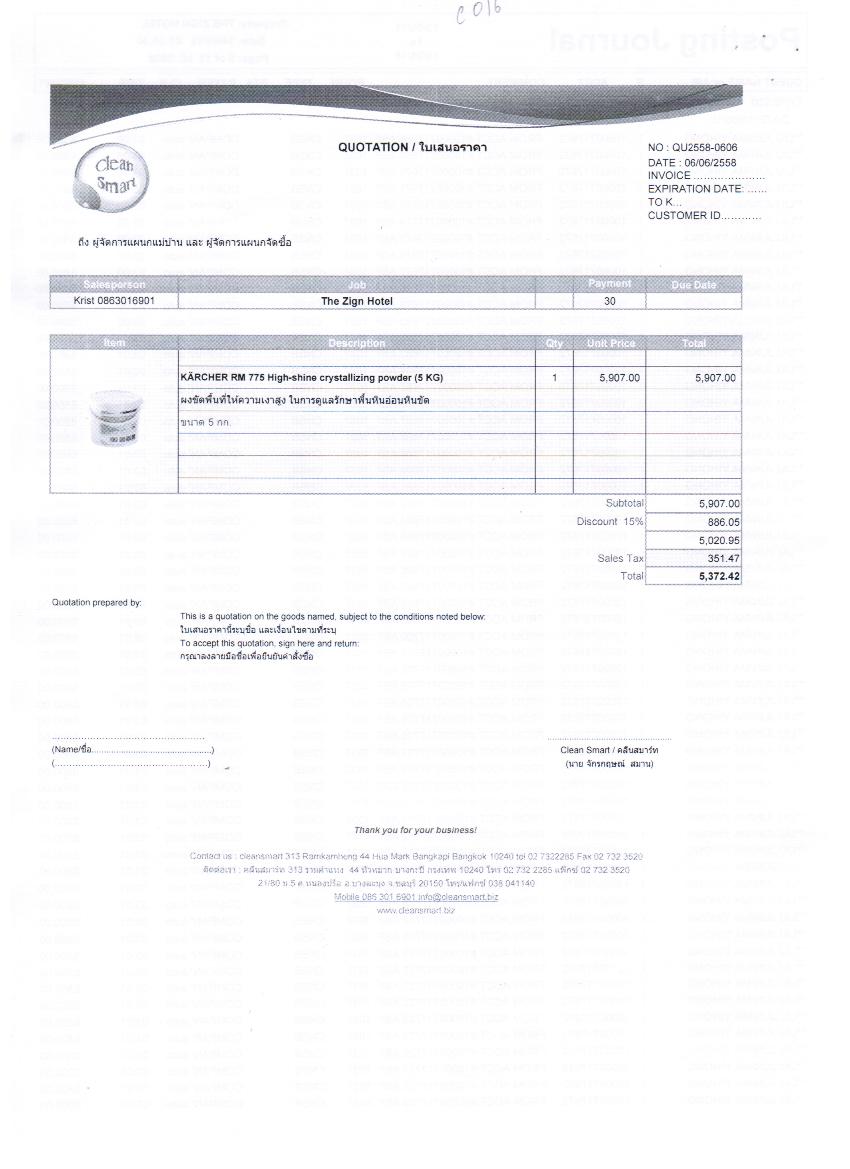 C016
QUOTATION / ใบเสนอราคา
NO : QU2558-0606
DATE : 06/06/2558
INVOICE ......................
EXPIRATION DATE: ......
TO K...
CUSTOMER ID............
Clean
Smart
ถึง ผู้จัดการแผนกแม่บ้าน และ ผู้จัดการแผนกจัดซื้อ
Salesperson Job Payment Due Date
Krist 0863016901 The Zign Hotel 30
Item Description Qty Unit Price Total
KÄRCHER RM 775 High-shine crystallizing powder (5 KG) 1 5,907.00 5,907.00
ผงขัดพื้นที่ให้ความเงาสูง ในการดูแลรักษาพื้นหินอ่อนหินขัด
ขนาด 5 กก.
Subtotal 5,907.00
Discount 15% 886.05
5,020.95
Sales Tax 351.47
Total 5,372.42
Quotation prepared by:
This is a quotation on the goods named, subject to the conditions noted below:
ใบเสนอราคานี้ระบุชื่อ และเงื่อนไขตามที่ระบุ
To accept this quotation, sign here and return:
กรุณาลงลายมือชื่อเพื่อยืนยันคำสั่งซื้อ
(Name/ชื่อ..............................................)
(....................................................)
Clean Smart / คลีนสมาร์ท
(นาย จักรกฤษณ์ สมาน)
Thank you for your business!
Contact us : cleansmart 313 Ramkamheng 44 Hua Mark Bangkapi Bangkok 10240 tel 02 7322285 Fax 02 732 3520
ติดต่อเรา : คลีนสมาร์ท 313 รามคำแหง 44 หัวหมาก บางกะปิ กรุงเทพ 10240 โทร 02 732 2285 แฟ็กซ์ 02 732 3520
21/80 ม.5 ต.หนองปรือ อ.บางละมุง จ.ชลบุรี 20150 โทร/แฟกซ์ 038 041140
Mobile 086 301 6901 info@cleansmart.biz
www.cleansmart.biz